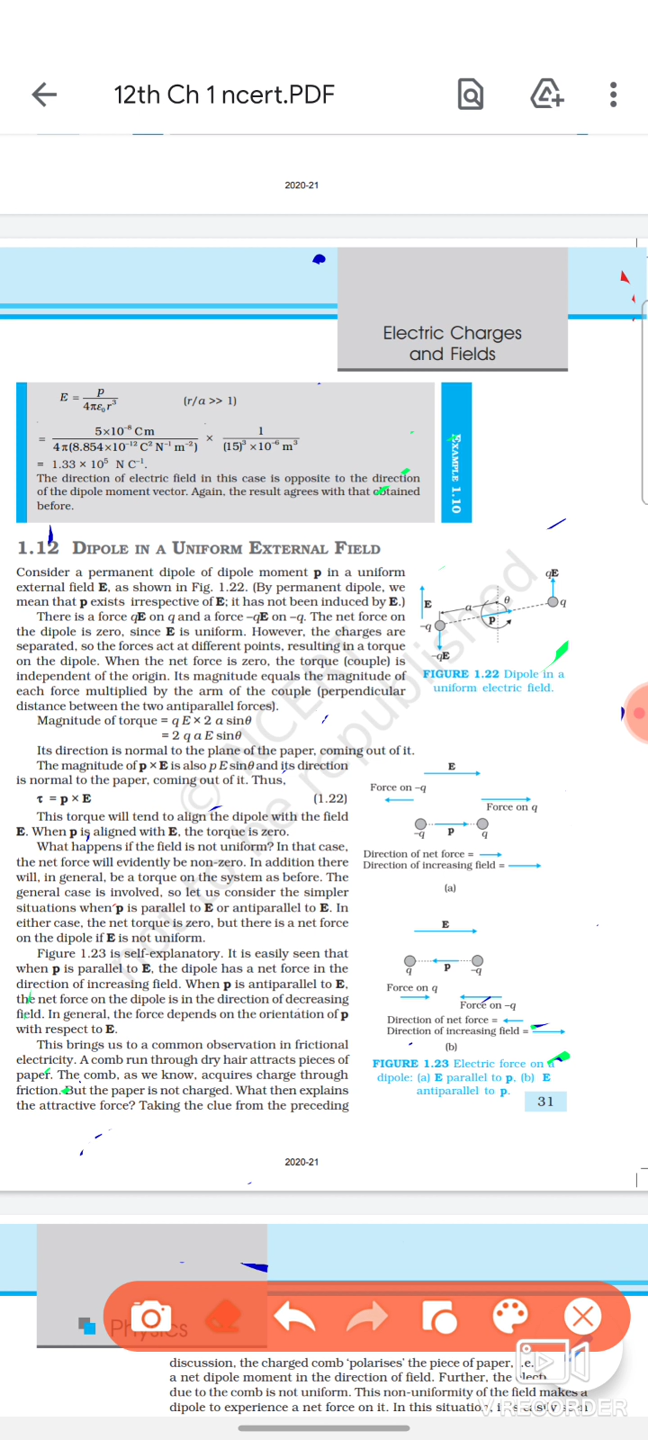 12th Ch 1 ncert.PDF
2020-21
Electric Charges
and Fields
E = p / 4πε₀r³ (r/a >> 1)
= 5×10⁻⁸ C m / 4π(8.854×10⁻¹² C² N⁻¹ m⁻²) × 1 / (15)³ ×10⁻⁶ m³
= 1.33 × 10⁵ N C⁻¹.
The direction of electric field in this case is opposite to the direction
of the dipole moment vector. Again, the result agrees with that obtained
before.
EXAMPLE 1.10
1.12 DIPOLE IN A UNIFORM EXTERNAL FIELD
Consider a permanent dipole of dipole moment p in a uniform
external field E, as shown in Fig. 1.22. (By permanent dipole, we
mean that p exists irrespective of E; it has not been induced by E.)
There is a force qE on q and a force –qE on –q. The net force on
the dipole is zero, since E is uniform. However, the charges are
separated, so the forces act at different points, resulting in a torque
on the dipole. When the net force is zero, the torque (couple) is
independent of the origin. Its magnitude equals the magnitude of
each force multiplied by the arm of the couple (perpendicular
distance between the two antiparallel forces).
Magnitude of torque = q E × 2 a sinθ
= 2 q a E sinθ
Its direction is normal to the plane of the paper, coming out of it.
The magnitude of p × E is also p E sinθ and its direction
is normal to the paper, coming out of it. Thus,
τ = p × E (1.22)
This torque will tend to align the dipole with the field
E. When p is aligned with E, the torque is zero.
What happens if the field is not uniform? In that case,
the net force will evidently be non-zero. In addition there
will, in general, be a torque on the system as before. The
general case is involved, so let us consider the simpler
situations when p is parallel to E or antiparallel to E. In
either case, the net torque is zero, but there is a net force
on the dipole if E is not uniform.
Figure 1.23 is self-explanatory. It is easily seen that
when p is parallel to E, the dipole has a net force in the
direction of increasing field. When p is antiparallel to E,
the net force on the dipole is in the direction of decreasing
field. In general, the force depends on the orientation of p
with respect to E.
This brings us to a common observation in frictional
electricity. A comb run through dry hair attracts pieces of
paper. The comb, as we know, acquires charge through
friction. But the paper is not charged. What then explains
the attractive force? Taking the clue from the preceding
qE
E
a
θ
q
–q
p
–qE
FIGURE 1.22 Dipole in a
uniform electric field.
E
Force on –q
Force on q
–q p q
Direction of net force =
Direction of increasing field =
(a)
E
q p –q
Force on q
Force on –q
Direction of net force =
Direction of increasing field =
(b)
FIGURE 1.23 Electric force on a
dipole: (a) E parallel to p, (b) E
antiparallel to p.
31
© NCERT
not to be republished
2020-21
Physics
discussion, the charged comb 'polarises' the piece of paper, i.e.
a net dipole moment in the direction of field. Further, the
due to the comb is not uniform. This non-uniformity of the field makes a
dipole to experience a net force on it. In this situation,
V RECORDER